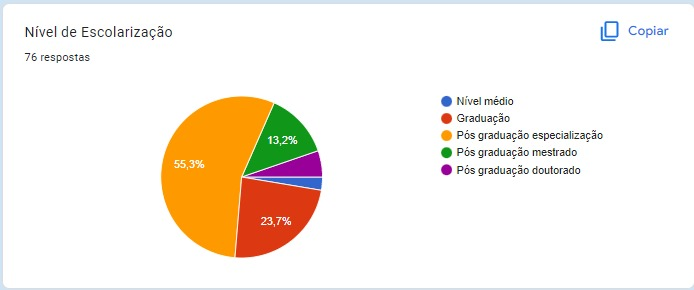 Nível de Escolarização
Copiar
76 respostas
Nível médio
Graduação
Pós graduação especialização
Pós graduação mestrado
Pós graduação doutorado
13,2%
55,3%
23,7%